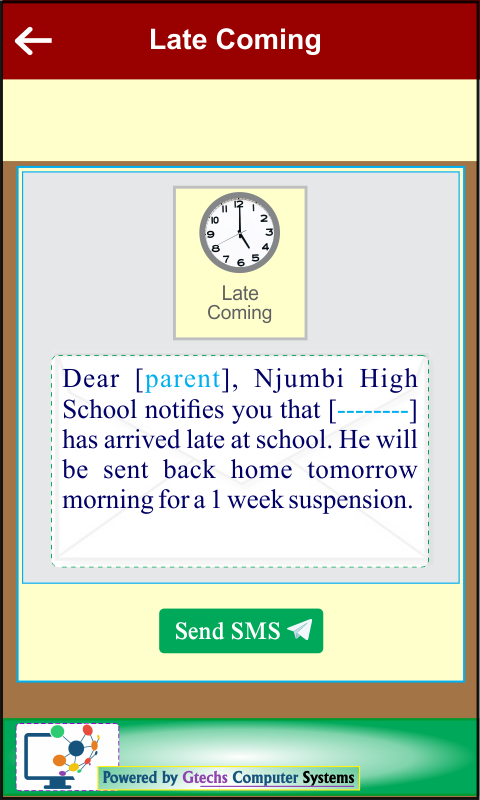 Late Coming
12
1
2
3
4
5
6
7
8
9
10
11
Late
Coming
Dear [parent], Njumbi High
School notifies you that [--------]
has arrived late at school. He will
be sent back home tomorrow
morning for a 1 week suspension.
Send SMS
Powered by Gtechs Computer Systems